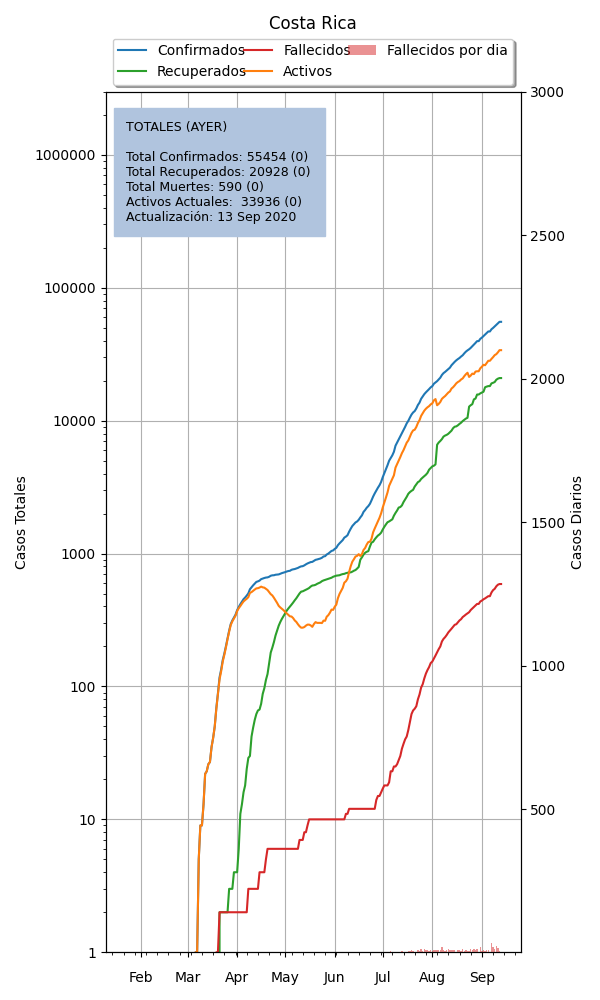 Costa Rica
Confirmados
Fallecidos
Fallecidos por dia
Recuperados
Activos
TOTALES (AYER)
Total Confirmados: 55454 (0)
Total Recuperados: 20928 (0)
Total Muertes: 590 (0)
Activos Actuales:  33936 (0)
Actualización: 13 Sep 2020
Casos Totales
1000000
100000
10000
1000
100
10
1
3000
2500
2000
1500
1000
500
Casos Diarios
Feb Mar Apr May Jun Jul Aug Sep